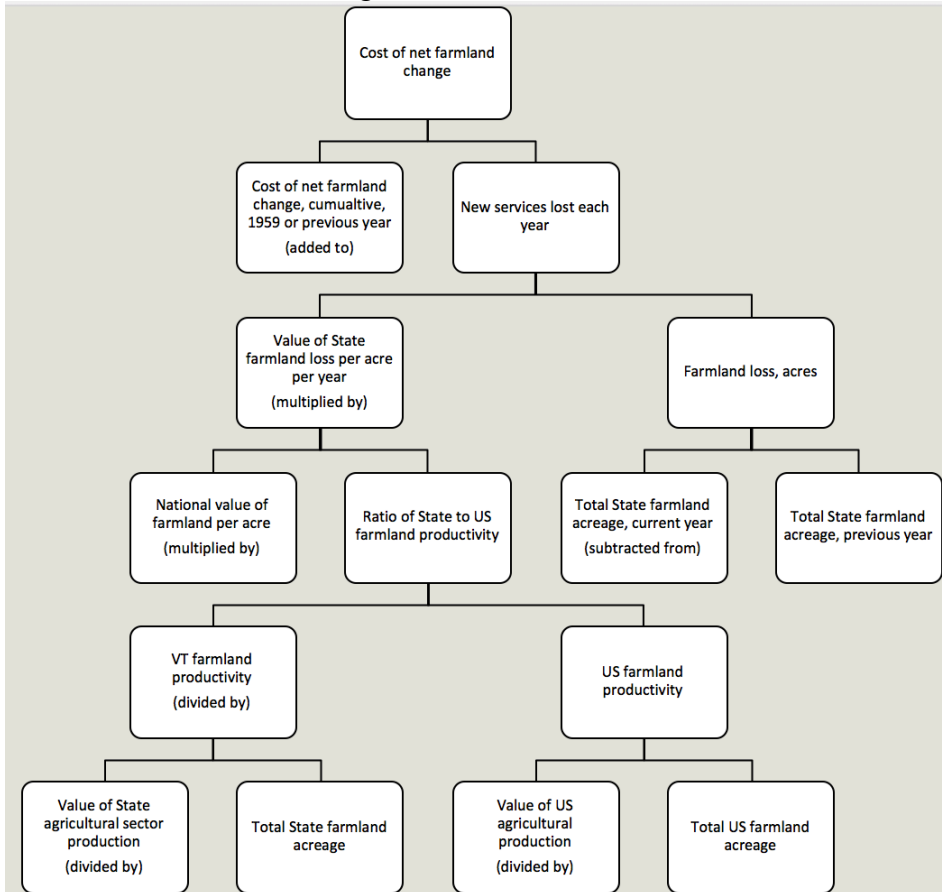 Cost of net farmland
change
Cost of net farmland
change, cumualtive,
1959 or previous year
(added to)
New services lost each
year
Value of State
farmland loss per acre
per year
(multiplied by)
Farmland loss, acres
National value of
farmland per acre
(multiplied by)
Ratio of State to US
farmland productivity
Total State farmland
acreage, current year
(subtracted from)
Total State farmland
acreage, previous year
VT farmland
productivity
(divided by)
US farmland
productivity
Value of State
agricultural sector
production
(divided by)
Total State farmland
acreage
Value of US
agricultural
production
(divided by)
Total US farmland
acreage